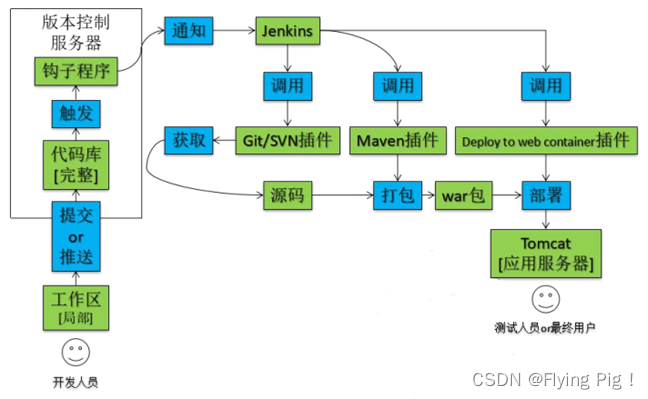 版本控制
服务器
钩子程序
触发
代码库
[完整]
提交
or
推送
工作区
[局部]
开发人员
通知
Jenkins
调用
调用
调用
获取
Git/SVN插件
Maven插件
Deploy to web container插件
源码
打包
war包
部署
Tomcat
[应用服务器]
测试人员or最终用户
CSDN @Flying Pig！